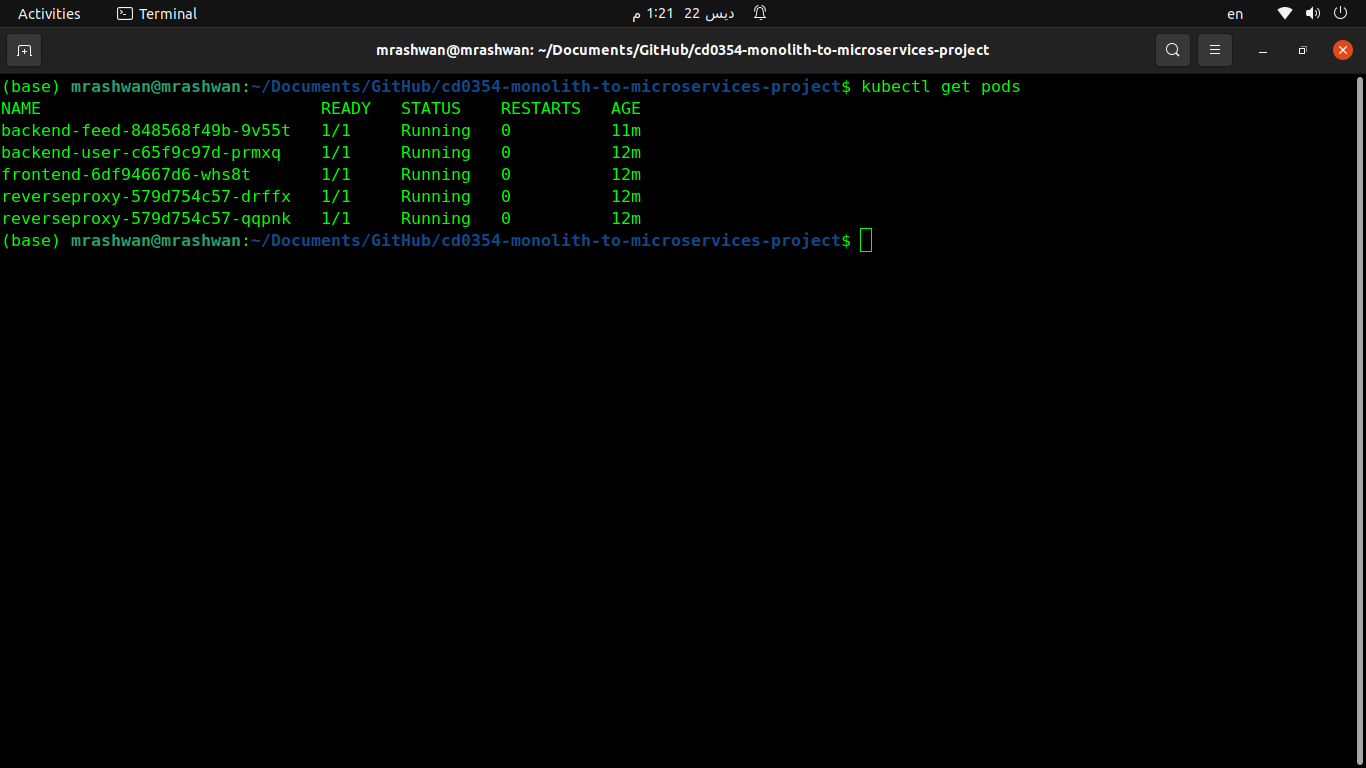 Activities Terminal ديس 22 1:21 م en
mrashwan@mrashwan: ~/Documents/GitHub/cd0354-monolith-to-microservices-project
(base) mrashwan@mrashwan:~/Documents/GitHub/cd0354-monolith-to-microservices-project$ kubectl get pods
NAME READY STATUS RESTARTS AGE
backend-feed-848568f49b-9v55t 1/1 Running 0 11m
backend-user-c65f9c97d-prmxq 1/1 Running 0 12m
frontend-6df94667d6-whs8t 1/1 Running 0 12m
reverseproxy-579d754c57-drffx 1/1 Running 0 12m
reverseproxy-579d754c57-qqpnk 1/1 Running 0 12m
(base) mrashwan@mrashwan:~/Documents/GitHub/cd0354-monolith-to-microservices-project$